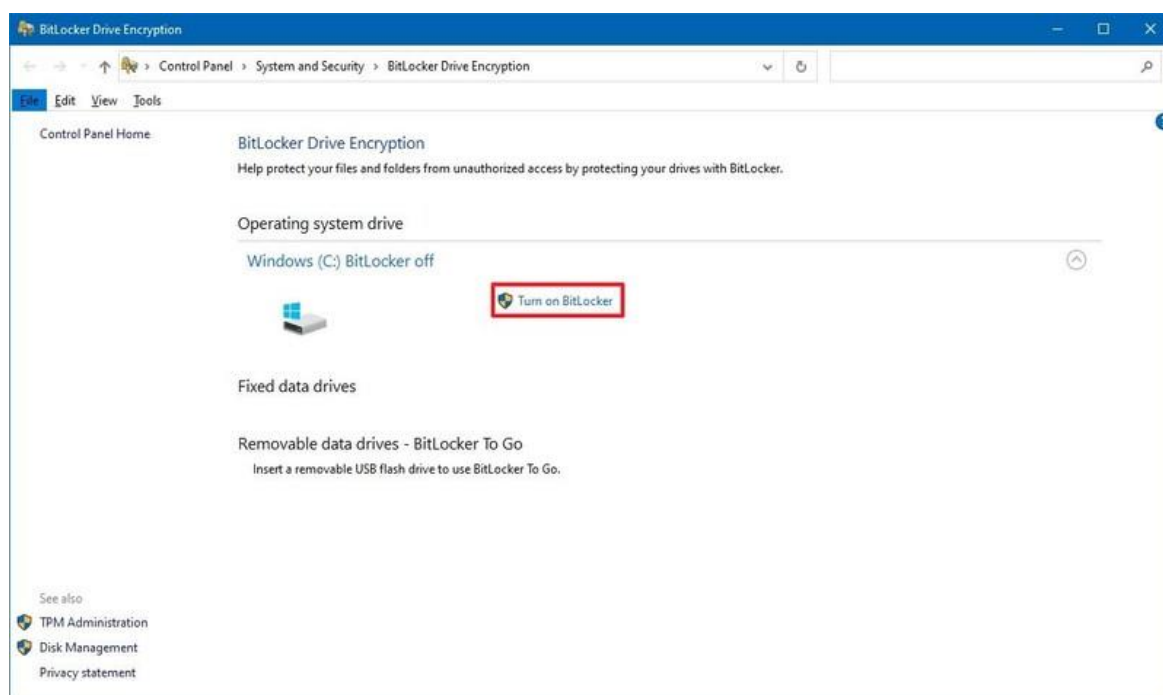 BitLocker Drive Encryption
Control Panel › System and Security › BitLocker Drive Encryption
File Edit View Tools
Control Panel Home
BitLocker Drive Encryption
Help protect your files and folders from unauthorized access by protecting your drives with BitLocker.
Operating system drive
Windows (C:) BitLocker off
Turn on BitLocker
Fixed data drives
Removable data drives - BitLocker To Go
Insert a removable USB flash drive to use BitLocker To Go.
See also
TPM Administration
Disk Management
Privacy statement